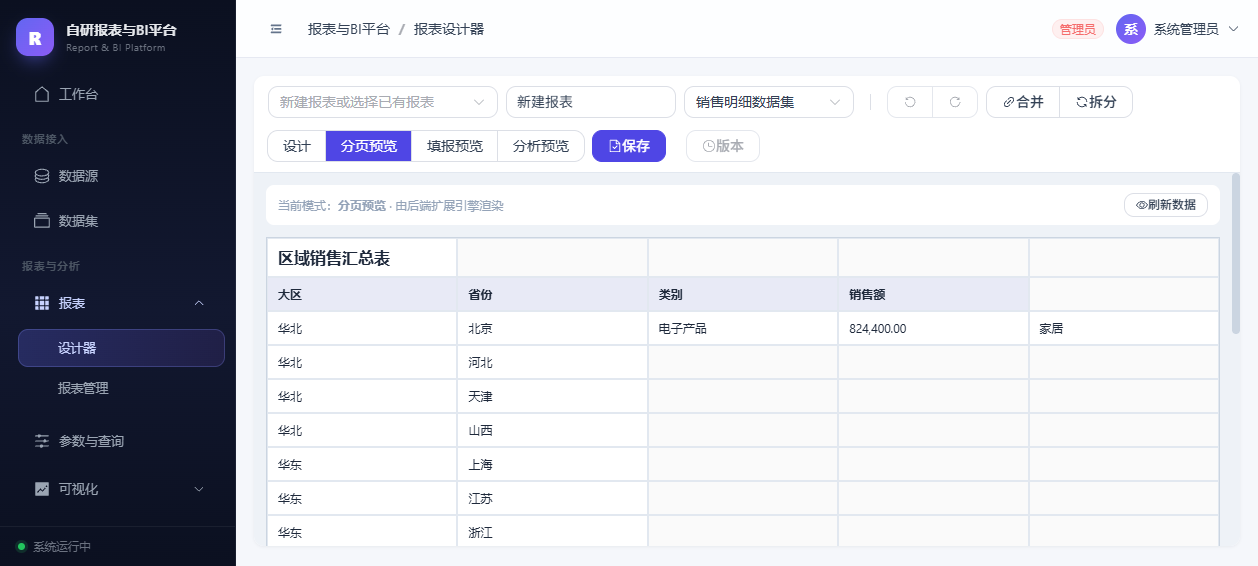 R 自研报表与BI平台
Report & BI Platform
工作台
数据接入
数据源
数据集
报表与分析
报表
设计器
报表管理
参数与查询
可视化
系统运行中
报表与BI平台 / 报表设计器
管理员 系 系统管理员
新建报表或选择已有报表 新建报表 销售明细数据集 合并 拆分
设计 分页预览 填报预览 分析预览 保存 版本
当前模式：分页预览 · 由后端扩展引擎渲染 刷新数据
区域销售汇总表
大区 省份 类别 销售额
华北 北京 电子产品 824,400.00 家居
华北 河北
华北 天津
华北 山西
华东 上海
华东 江苏
华东 浙江